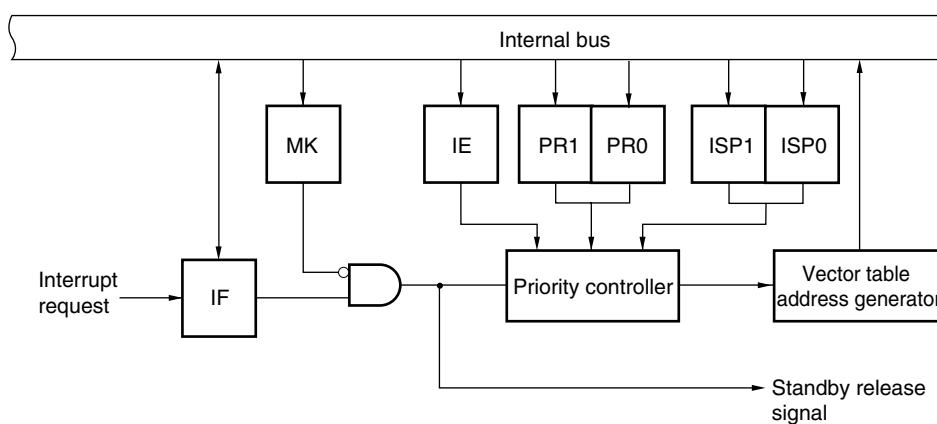 Internal bus
MK
IE
PR1
PR0
ISP1
ISP0
Interrupt
request
IF
Priority controller
Vector table
address generator
Standby release
signal